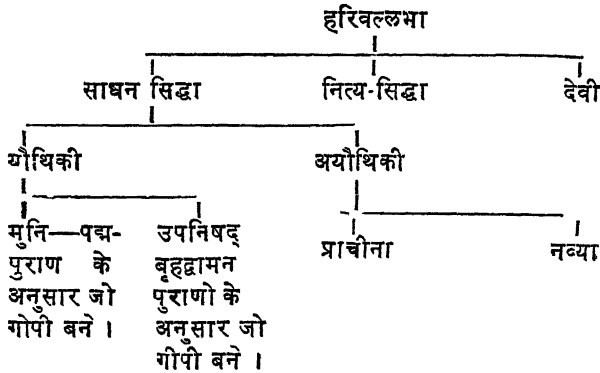 हरिवल्लभा
साधन सिद्धा नित्य-सिद्धा देवी
यौथिकी अयौथिकी
मुनि—पद्म-
पुराण के
अनुसार जो
गोपी बने ।
उपनिषद्
बृहद्वामन
पुराणो के
अनुसार जो
गीपी बने ।
प्राचीना नव्या